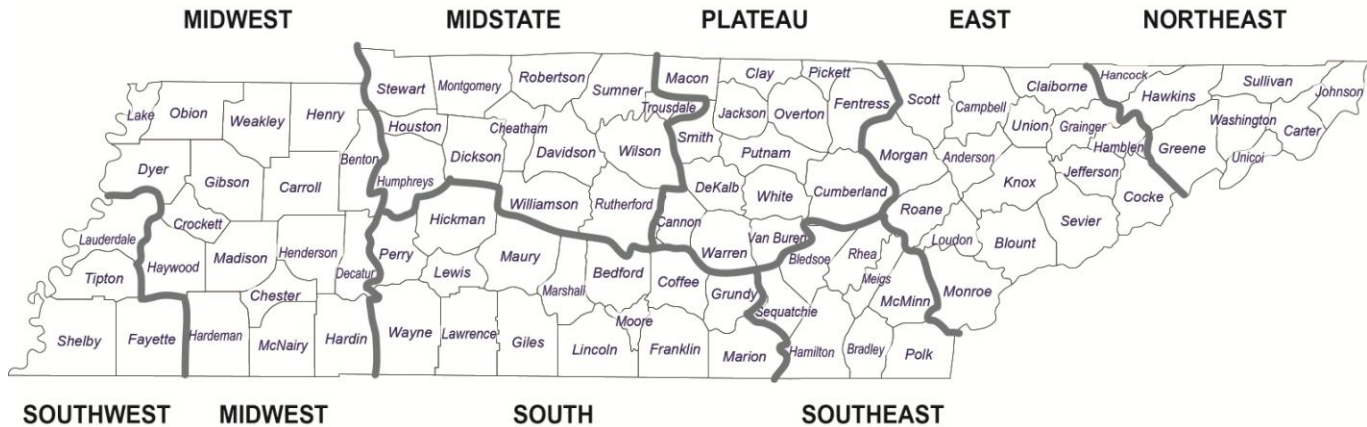 MIDWEST MIDSTATE PLATEAU EAST NORTHEAST
Lake
Obion
Weakley
Henry
Dyer
Gibson
Carroll
Benton
Lauderdale
Crockett
Tipton
Haywood
Madison
Henderson
Decatur
Chester
Shelby
Fayette
Hardeman
McNairy
Hardin
Stewart
Montgomery
Robertson
Sumner
Trousdale
Houston
Cheatham
Dickson
Davidson
Wilson
Humphreys
Williamson
Rutherford
Hickman
Perry
Lewis
Maury
Marshall
Bedford
Coffee
Grundy
Moore
Wayne
Lawrence
Giles
Lincoln
Franklin
Marion
Macon
Clay
Pickett
Smith
Jackson
Overton
Fentress
Putnam
DeKalb
White
Cumberland
Cannon
Warren
Van Buren
Bledsoe
Rhea
Meigs
McMinn
Sequatchie
Hamilton
Bradley
Polk
Scott
Campbell
Claiborne
Morgan
Anderson
Union
Grainger
Hamblen
Knox
Jefferson
Cocke
Roane
Loudon
Blount
Sevier
Monroe
Hancock
Hawkins
Sullivan
Johnson
Washington
Carter
Greene
Unicoi
SOUTHWEST MIDWEST SOUTH SOUTHEAST